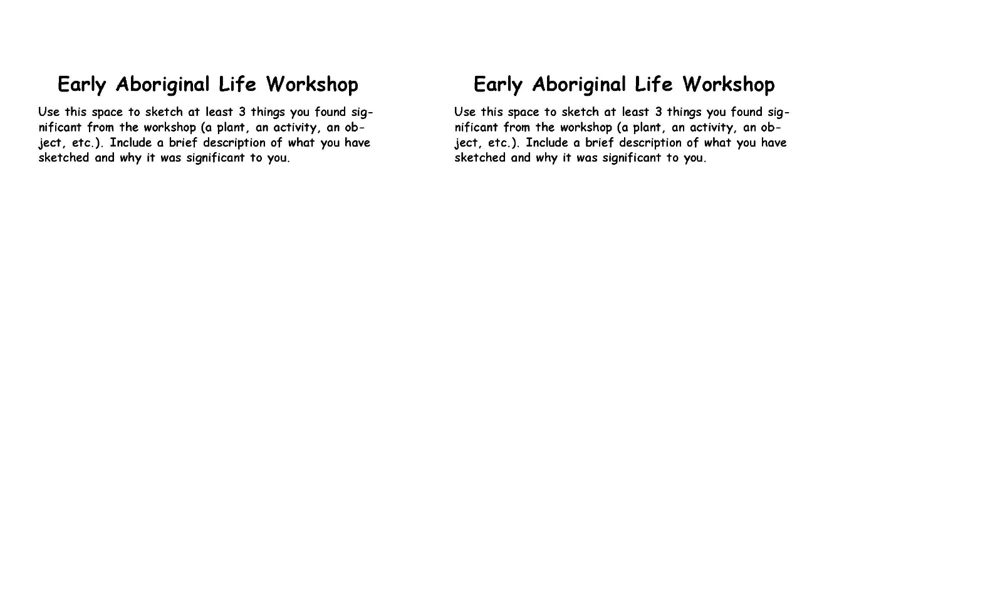 Early Aboriginal Life Workshop
Use this space to sketch at least 3 things you found sig-
nificant from the workshop (a plant, an activity, an ob-
ject, etc.). Include a brief description of what you have
sketched and why it was significant to you.
Early Aboriginal Life Workshop
Use this space to sketch at least 3 things you found sig-
nificant from the workshop (a plant, an activity, an ob-
ject, etc.). Include a brief description of what you have
sketched and why it was significant to you.